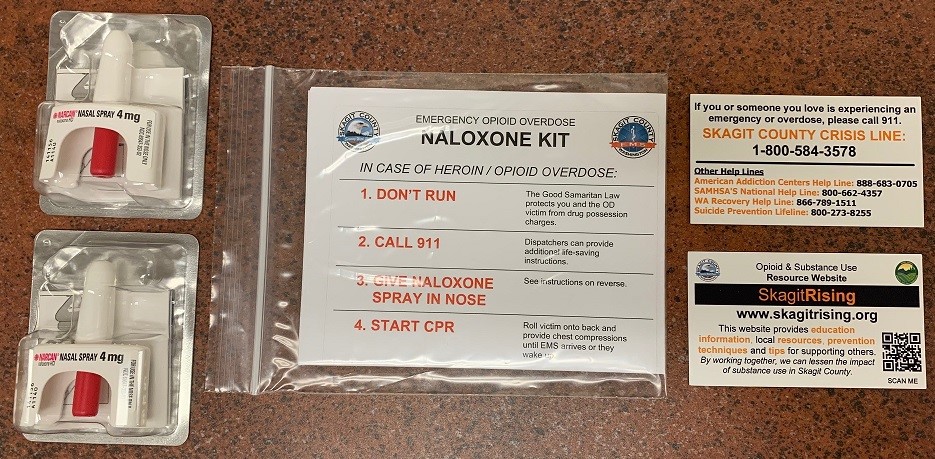 NARCAN NASAL SPRAY 4 mg
NARCAN NASAL SPRAY 4 mg
EMERGENCY OPIOID OVERDOSE
NALOXONE KIT
SKAGIT COUNTY
SKAGIT COUNTY
EMS
IN CASE OF HEROIN / OPIOID OVERDOSE:
1. DON'T RUN
The Good Samaritan Law
protects you and the OD
victim from drug possession
charges.
2. CALL 911
Dispatchers can provide
additional life-saving
instructions.
3. GIVE NALOXONE
SPRAY IN NOSE
See instructions on reverse.
4. START CPR
Roll victim onto back and
provide chest compressions
until EMS arrives or they
wake up.
If you or someone you love is experiencing an
emergency or overdose, please call 911.
SKAGIT COUNTY CRISIS LINE:
1-800-584-3578
Other Help Lines
American Addiction Centers Help Line: 888-683-0705
SAMHSA'S National Help Line: 800-662-4357
WA Recovery Help Line: 866-789-1511
Suicide Prevention Lifeline: 800-273-8255
Opioid & Substance Use
Resource Website
SkagitRising
www.skagitrising.org
This website provides education
information, local resources, prevention
techniques and tips for supporting others.
By working together, we can lessen the impact
of substance use in Skagit County.
SCAN ME